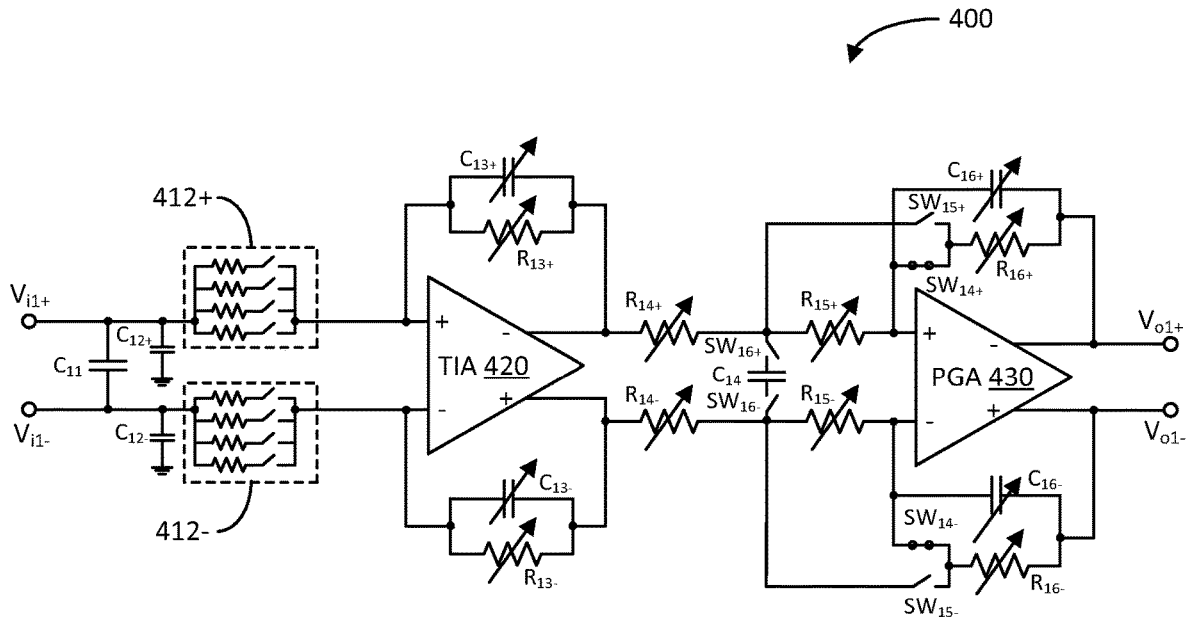 400
412+
C13+
R13+
C16+
SW15+
R16+
SW14+
Vi1+
C12+
C11
+
-
TIA 420
R14+
R15+
SW16+
C14
SW16-
+
-
PGA 430
Vo1+
Vi1-
C12-
-
+
R14-
R15-
-
+
Vo1-
412-
C13-
R13-
C16-
SW14-
R16-
SW15-